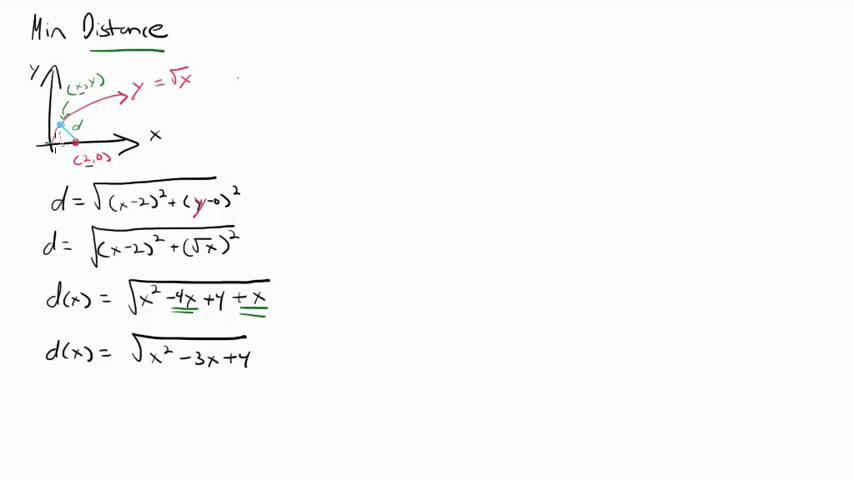 Min Distance
y
(x,y)
y = √x
d
x
(2,0)
d = √(x-2)² + (y-0)²
d = √(x-2)² + (√x)²
d(x) = √x² -4x +4 +x
d(x) = √x² -3x +4